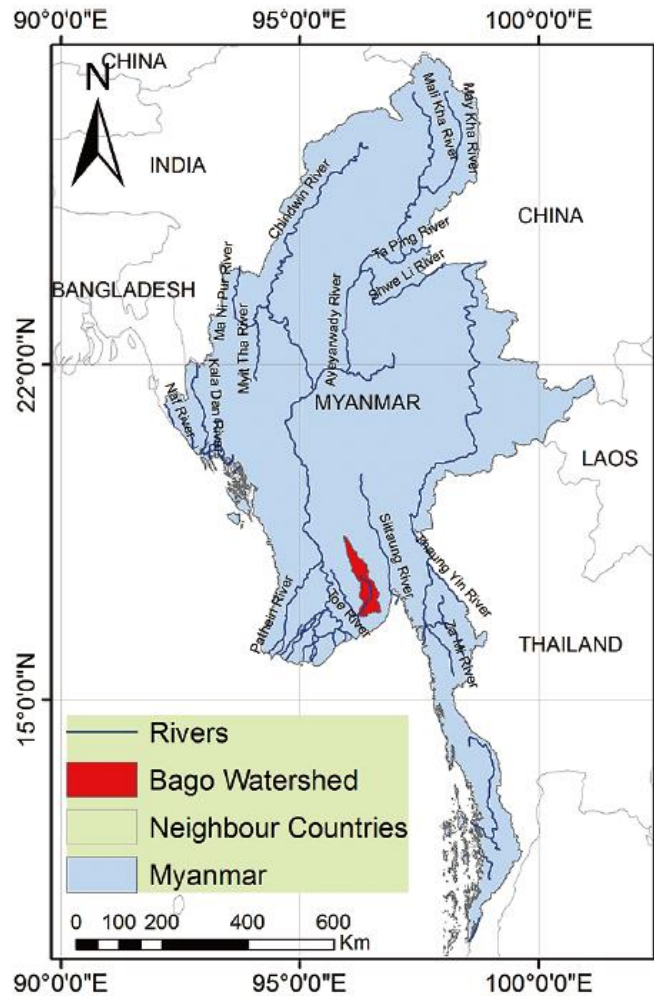 90°0'0"E 95°0'0"E 100°0'0"E
N
CHINA
INDIA
CHINA
BANGLADESH
MYANMAR
LAOS
THAILAND
Mali Kha River
May Kha River
Chindwin River
Ta Ping River
Shwe Li River
Ma Ni Pur River
Myit Tha River
Ayeyarwady River
Kala Dan River
Naf River
Sittaung River
Thaung Yin River
Pathein River
Toe River
Za Mi River
22°0'0"N
15°0'0"N
Rivers
Bago Watershed
Neighbour Countries
Myanmar
0 100 200 400 600
Km
90°0'0"E 95°0'0"E 100°0'0"E